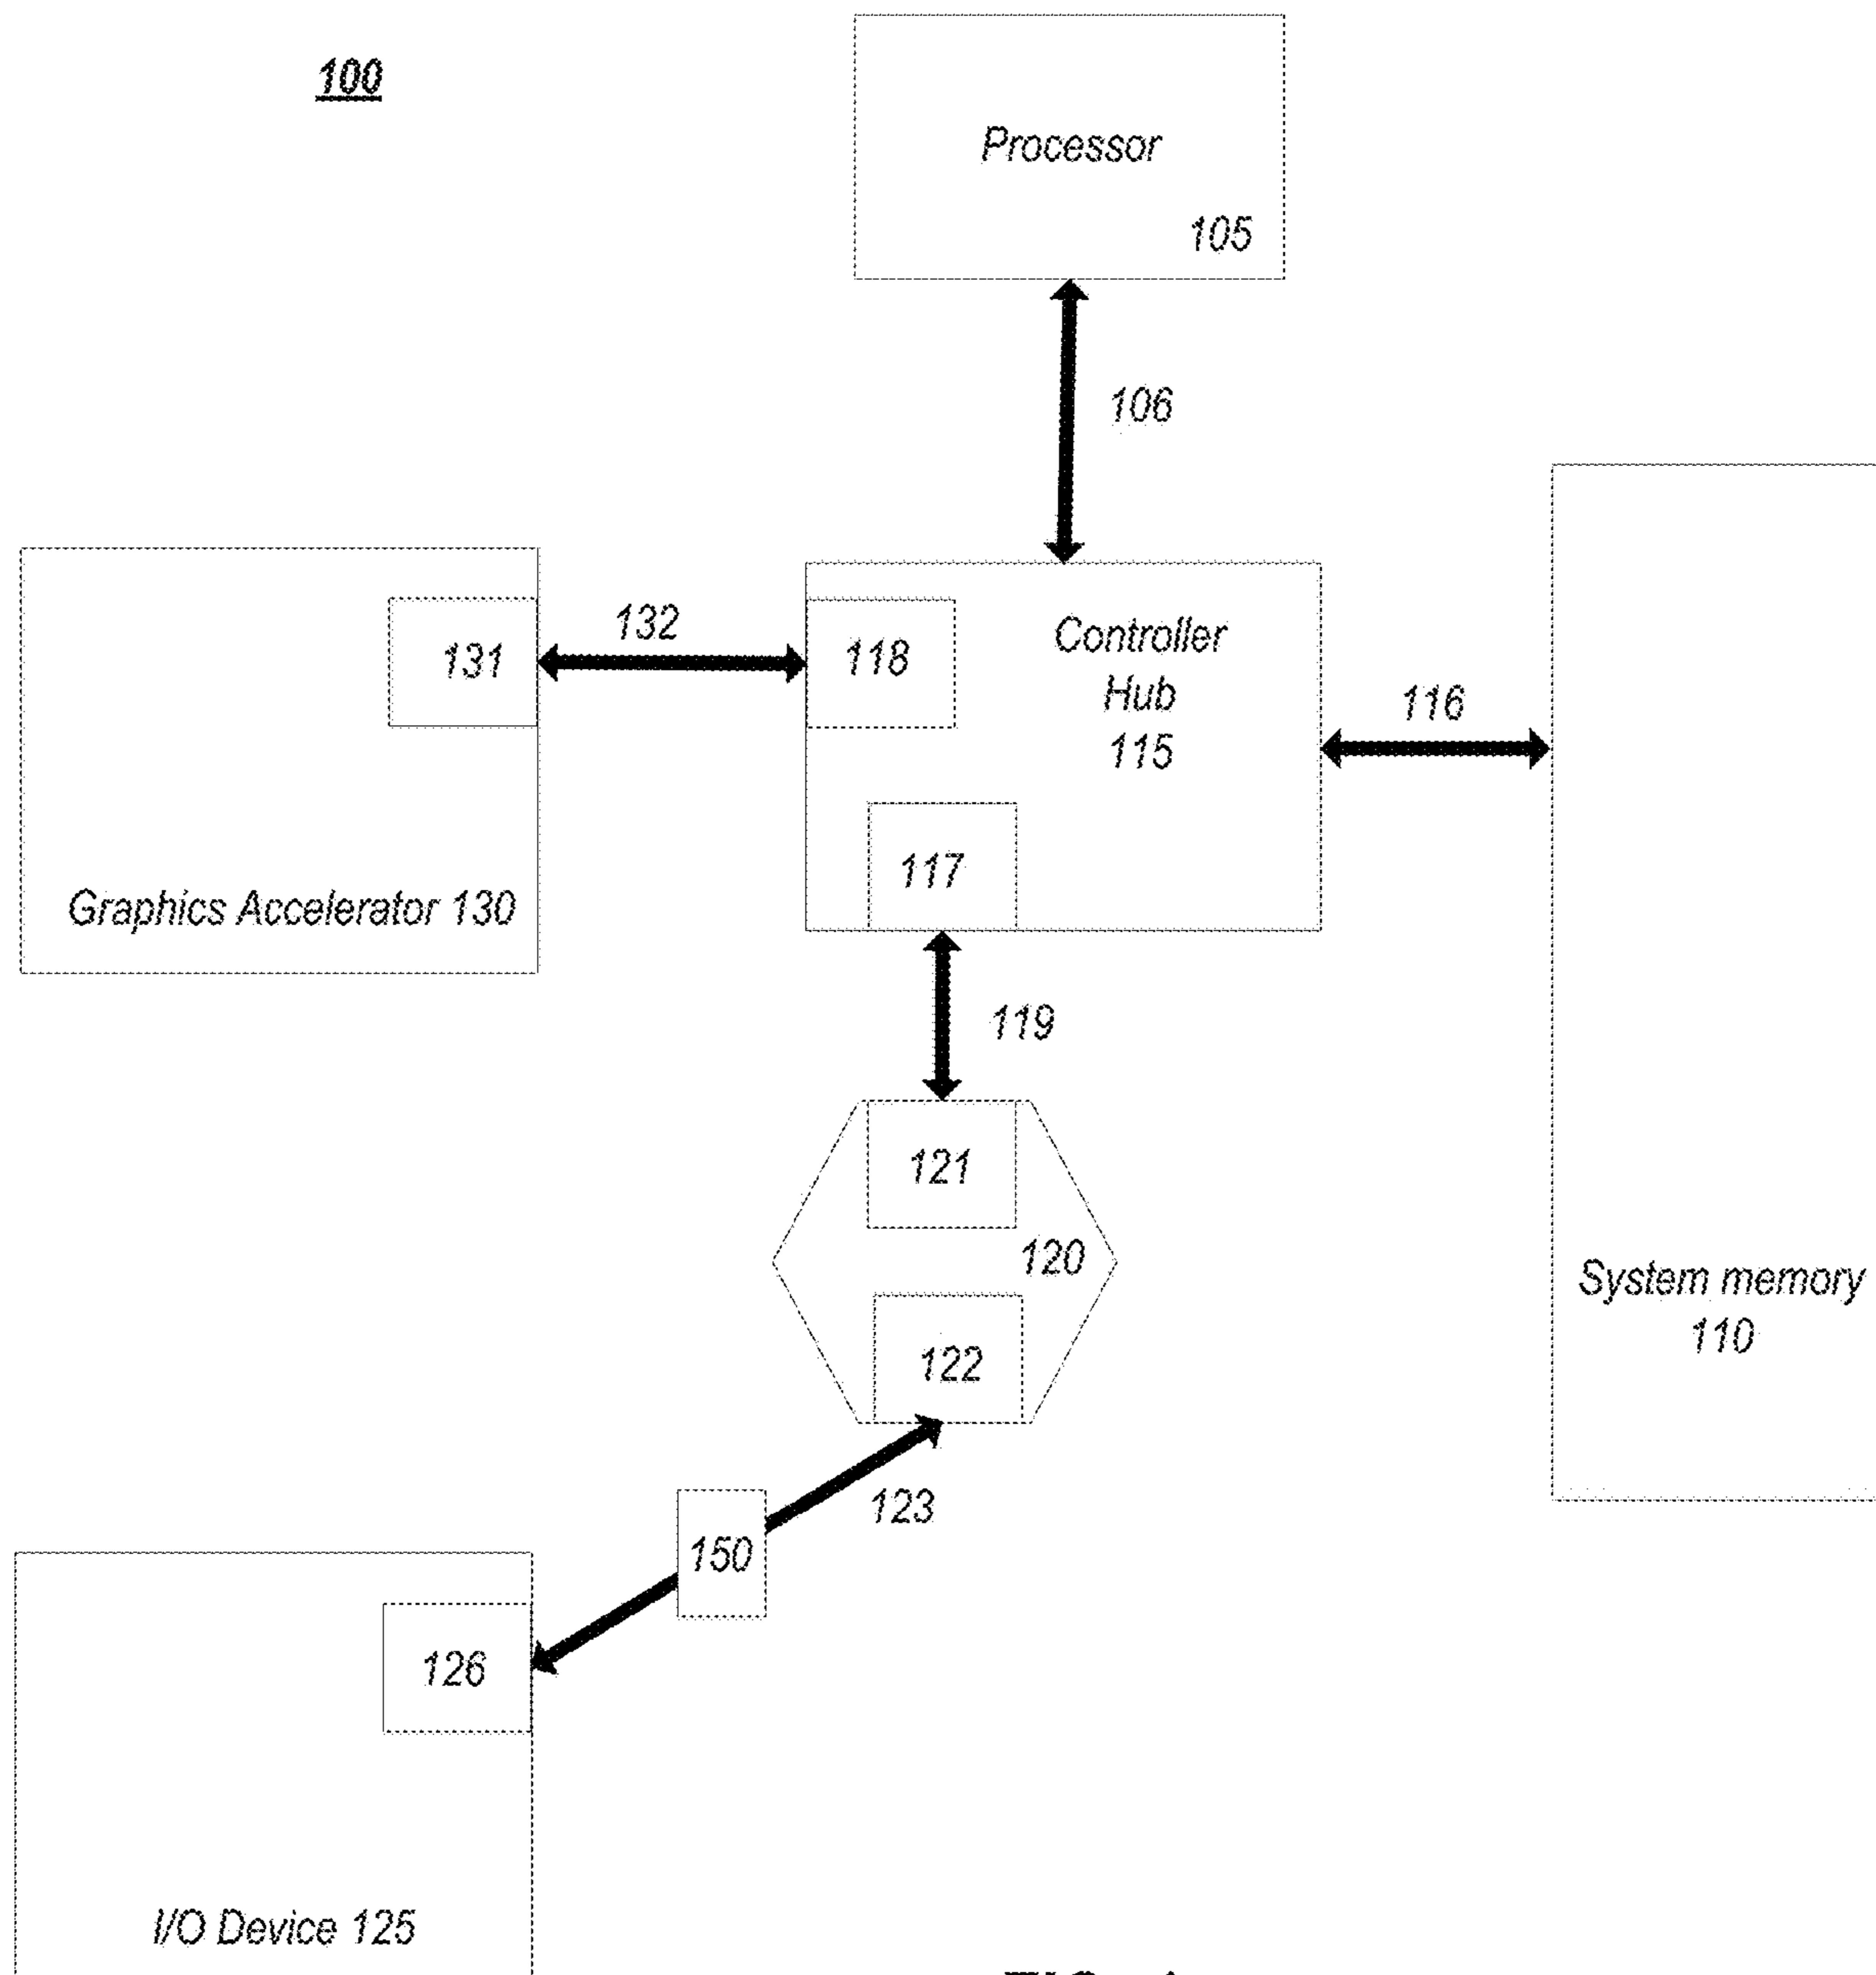 100
Processor
105
106
132
131
118
Controller
Hub
115
116
117
Graphics Accelerator 130
119
121
120
System memory
110
122
123
150
126
I/O Device 125